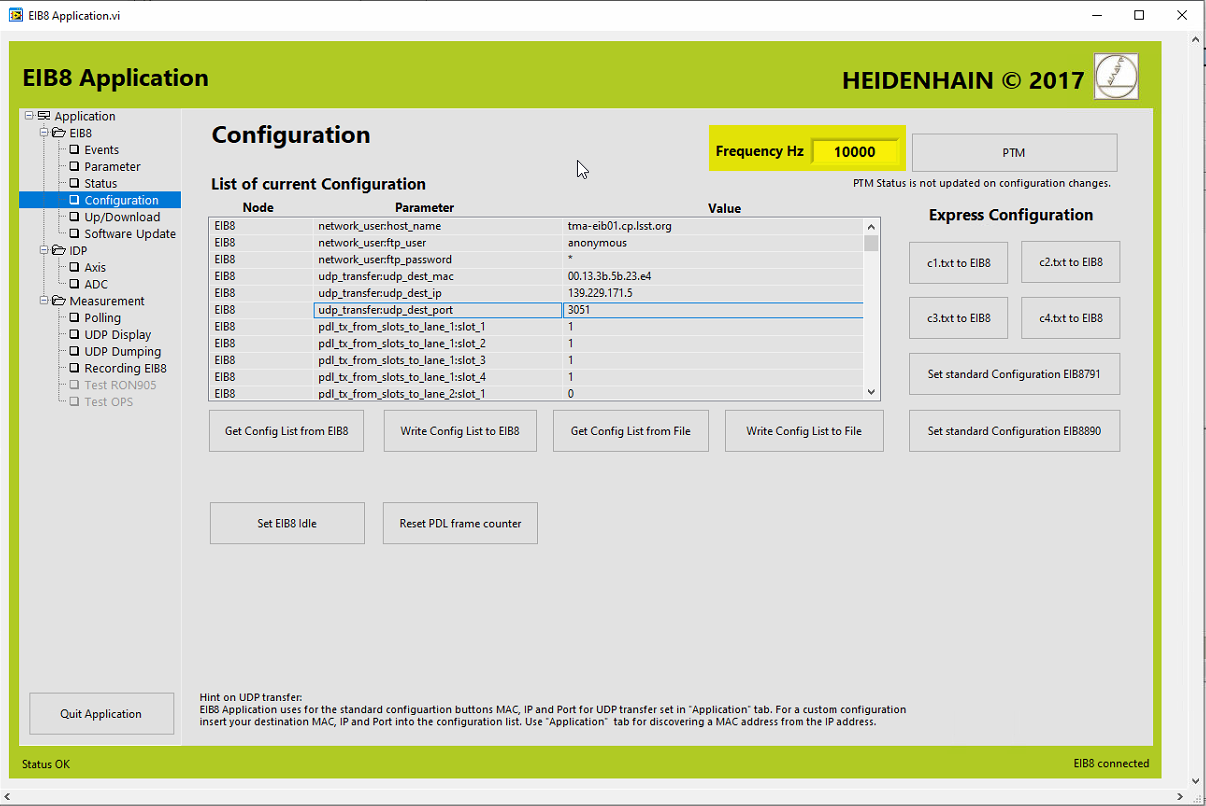 EIB8 Application.vi
EIB8 Application
HEIDENHAIN © 2017
Application
EIB8
Events
Parameter
Status
Configuration
Up/Download
Software Update
IDP
Axis
ADC
Measurement
Polling
UDP Display
UDP Dumping
Recording EIB8
Test RON905
Test OPS
Quit Application
Configuration
Frequency Hz 10000
PTM
PTM Status is not updated on configuration changes.
List of current Configuration
Node Parameter Value
EIB8 network_user:host_name tma-eib01.cp.lsst.org
EIB8 network_user:ftp_user anonymous
EIB8 network_user:ftp_password *
EIB8 udp_transfer:udp_dest_mac 00.13.3b.5b.23.e4
EIB8 udp_transfer:udp_dest_ip 139.229.171.5
EIB8 udp_transfer:udp_dest_port 3051
EIB8 pdl_tx_from_slots_to_lane_1:slot_1 1
EIB8 pdl_tx_from_slots_to_lane_1:slot_2 1
EIB8 pdl_tx_from_slots_to_lane_1:slot_3 1
EIB8 pdl_tx_from_slots_to_lane_1:slot_4 1
EIB8 pdl_tx_from_slots_to_lane_2:slot_1 0
Express Configuration
c1.txt to EIB8 c2.txt to EIB8
c3.txt to EIB8 c4.txt to EIB8
Set standard Configuration EIB8791
Set standard Configuration EIB8890
Get Config List from EIB8 Write Config List to EIB8 Get Config List from File Write Config List to File
Set EIB8 Idle Reset PDL frame counter
Hint on UDP transfer:
EIB8 Application uses for the standard configuartion buttons MAC, IP and Port for UDP transfer set in "Application" tab. For a custom configuration
insert your destination MAC, IP and Port into the configuration list. Use "Application" tab for discovering a MAC address from the IP address.
Status OK
EIB8 connected